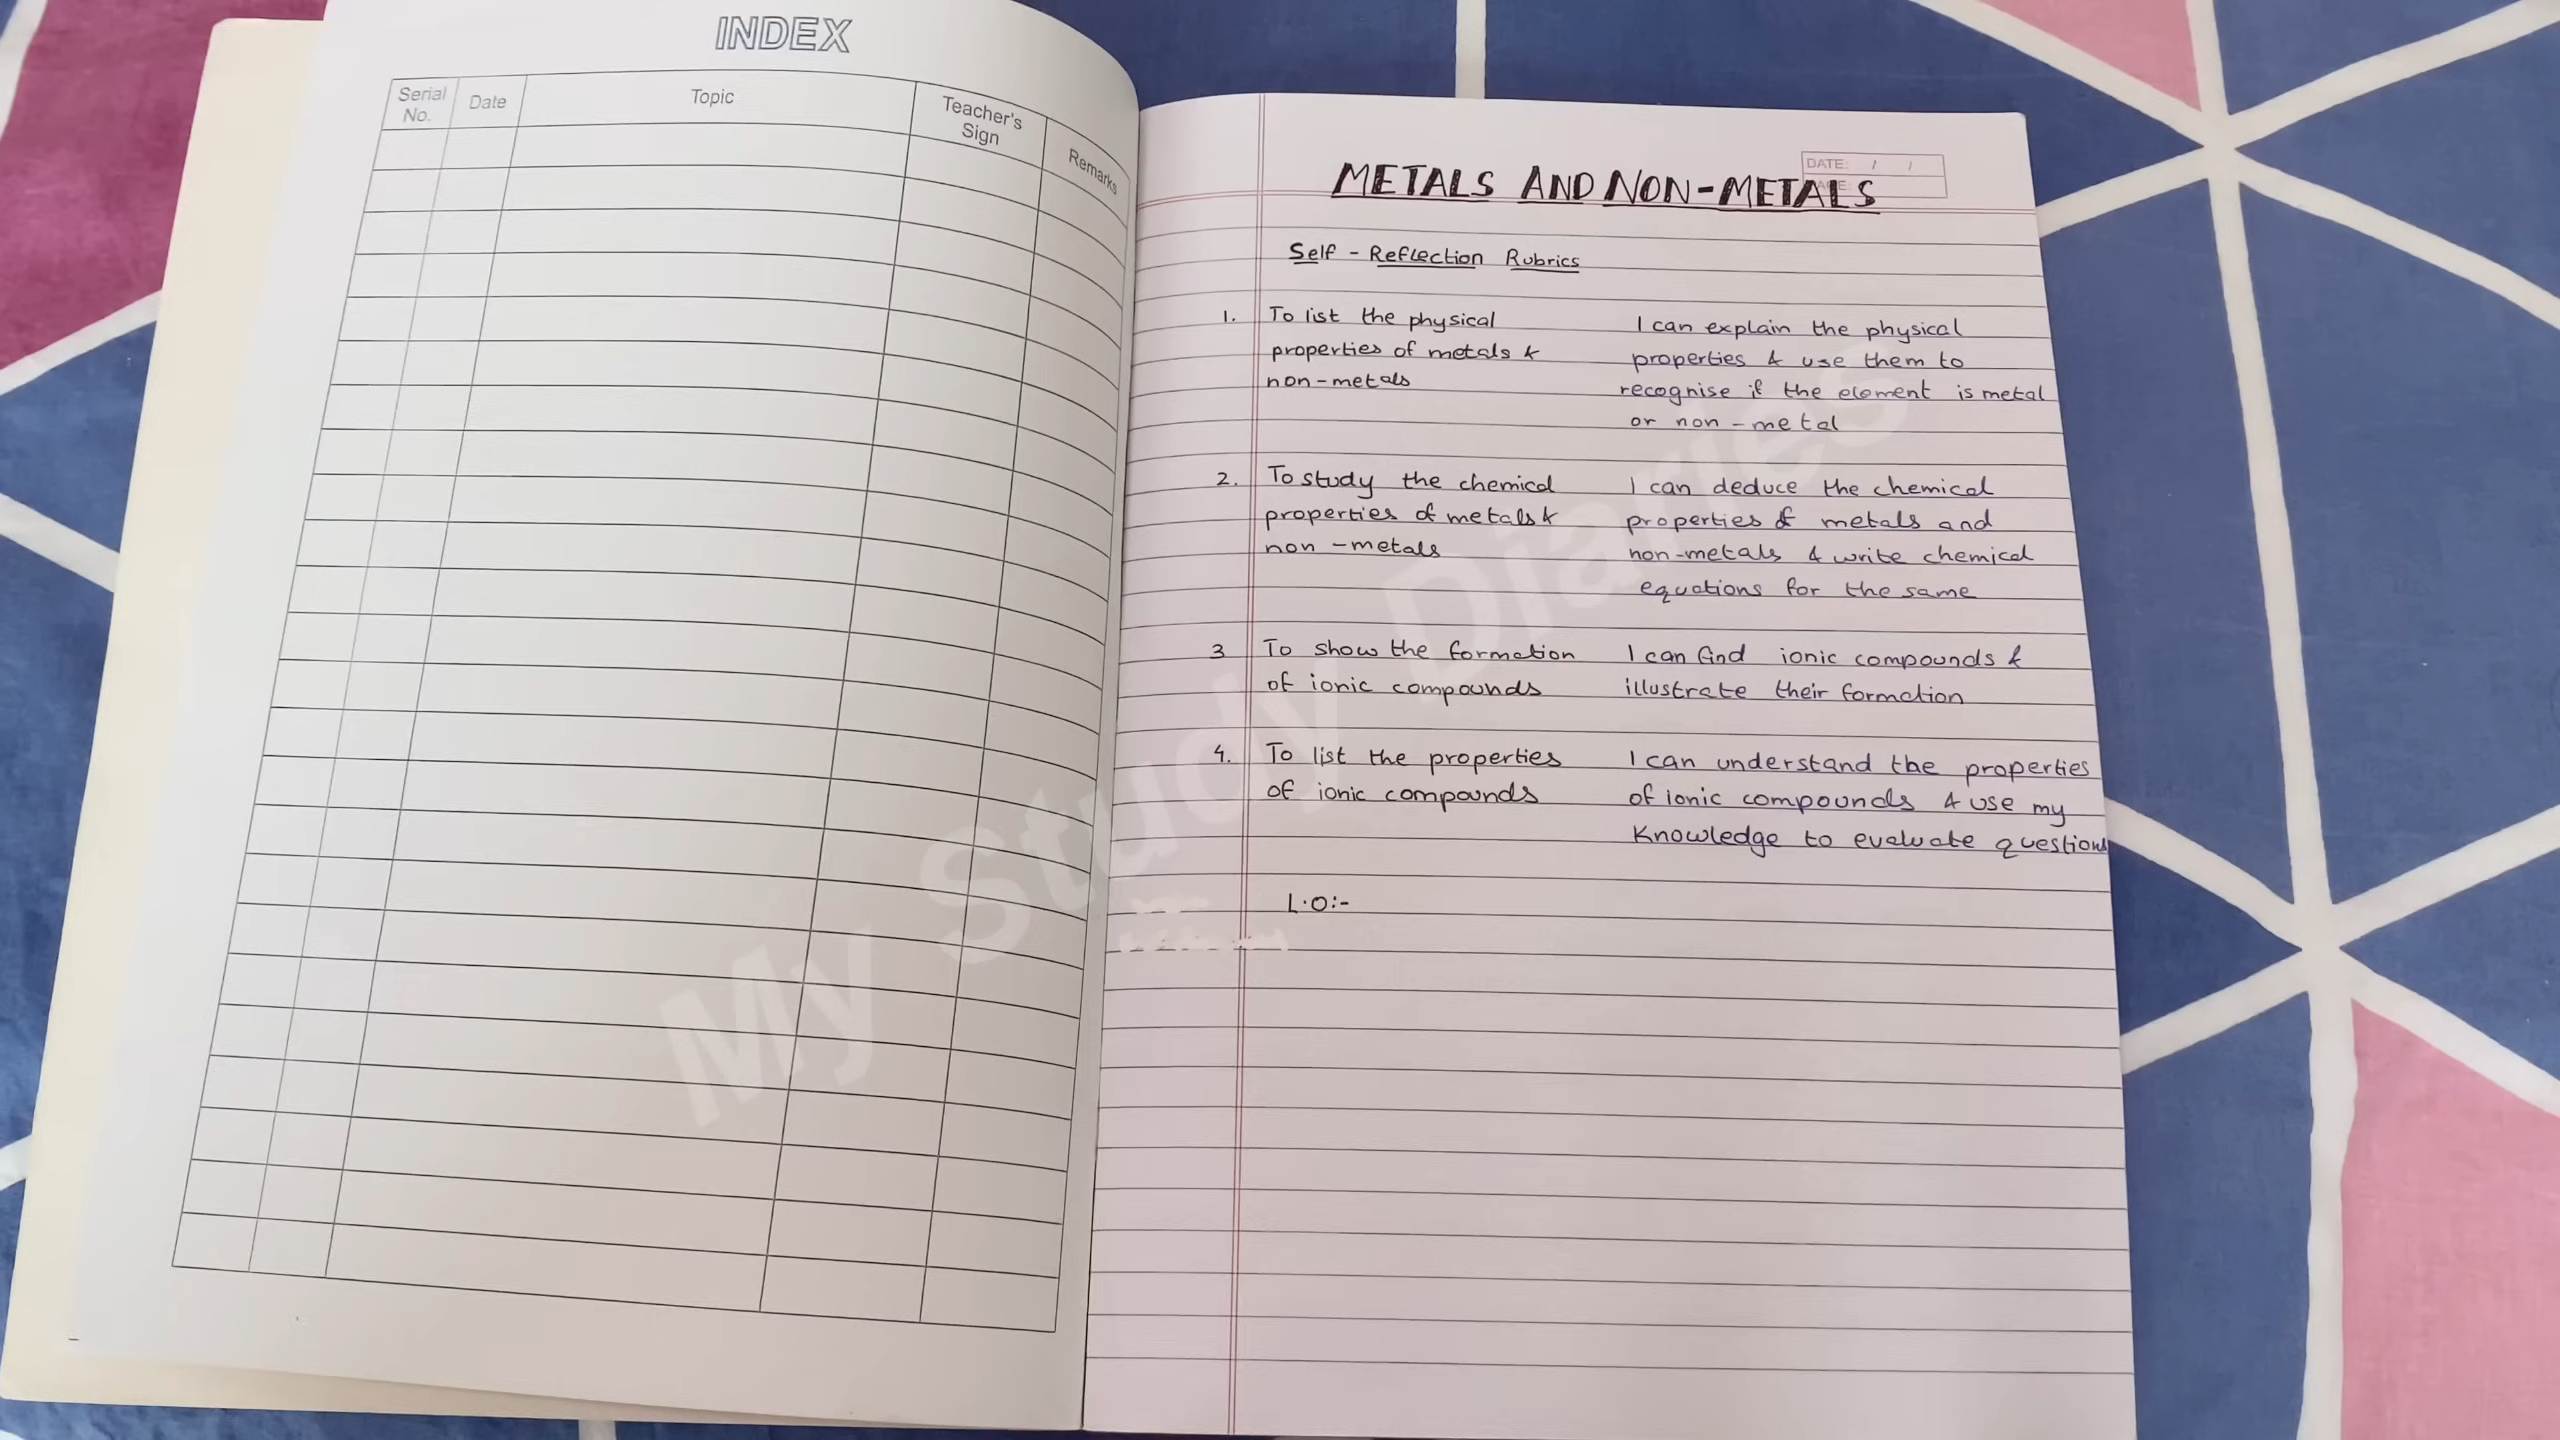 INDEX
Serial No.
Date
Topic
Teacher's Sign
Remarks
DATE: / /
METALS AND NON-METALS
Self - Reflection Rubrics
1. To list the physical
properties of metals &
non-metals
I can explain the physical
properties & use them to
recognise if the element is metal
or non-metal
2. To study the chemical
properties of metals &
non-metals
I can deduce the chemical
properties of metals and
non-metals & write chemical
equations for the same
3 To show the formation
of ionic compounds
I can find ionic compounds &
illustrate their formation
4. To list the properties
of ionic compounds
I can understand the properties
of ionic compounds & use my
Knowledge to evaluate questions
L.O:-
My Study Diaries